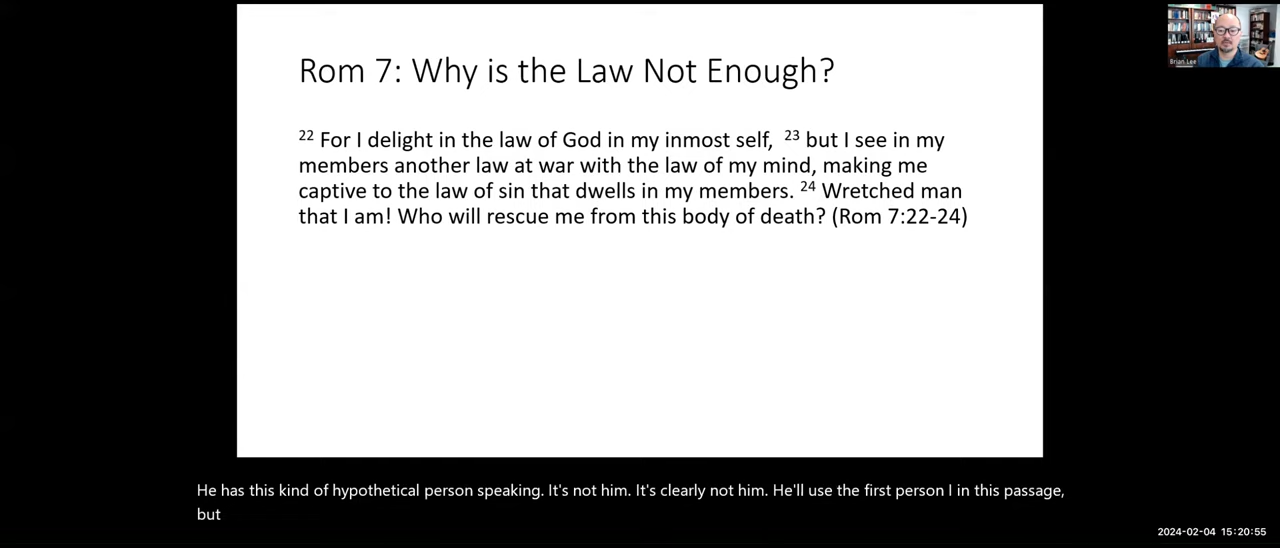 Rom 7: Why is the Law Not Enough?
22 For I delight in the law of God in my inmost self, 23 but I see in my
members another law at war with the law of my mind, making me
captive to the law of sin that dwells in my members. 24 Wretched man
that I am! Who will rescue me from this body of death? (Rom 7:22-24)
Brian Lee
He has this kind of hypothetical person speaking. It's not him. It's clearly not him. He'll use the first person I in this passage,
but
2024-02-04 15:20:55